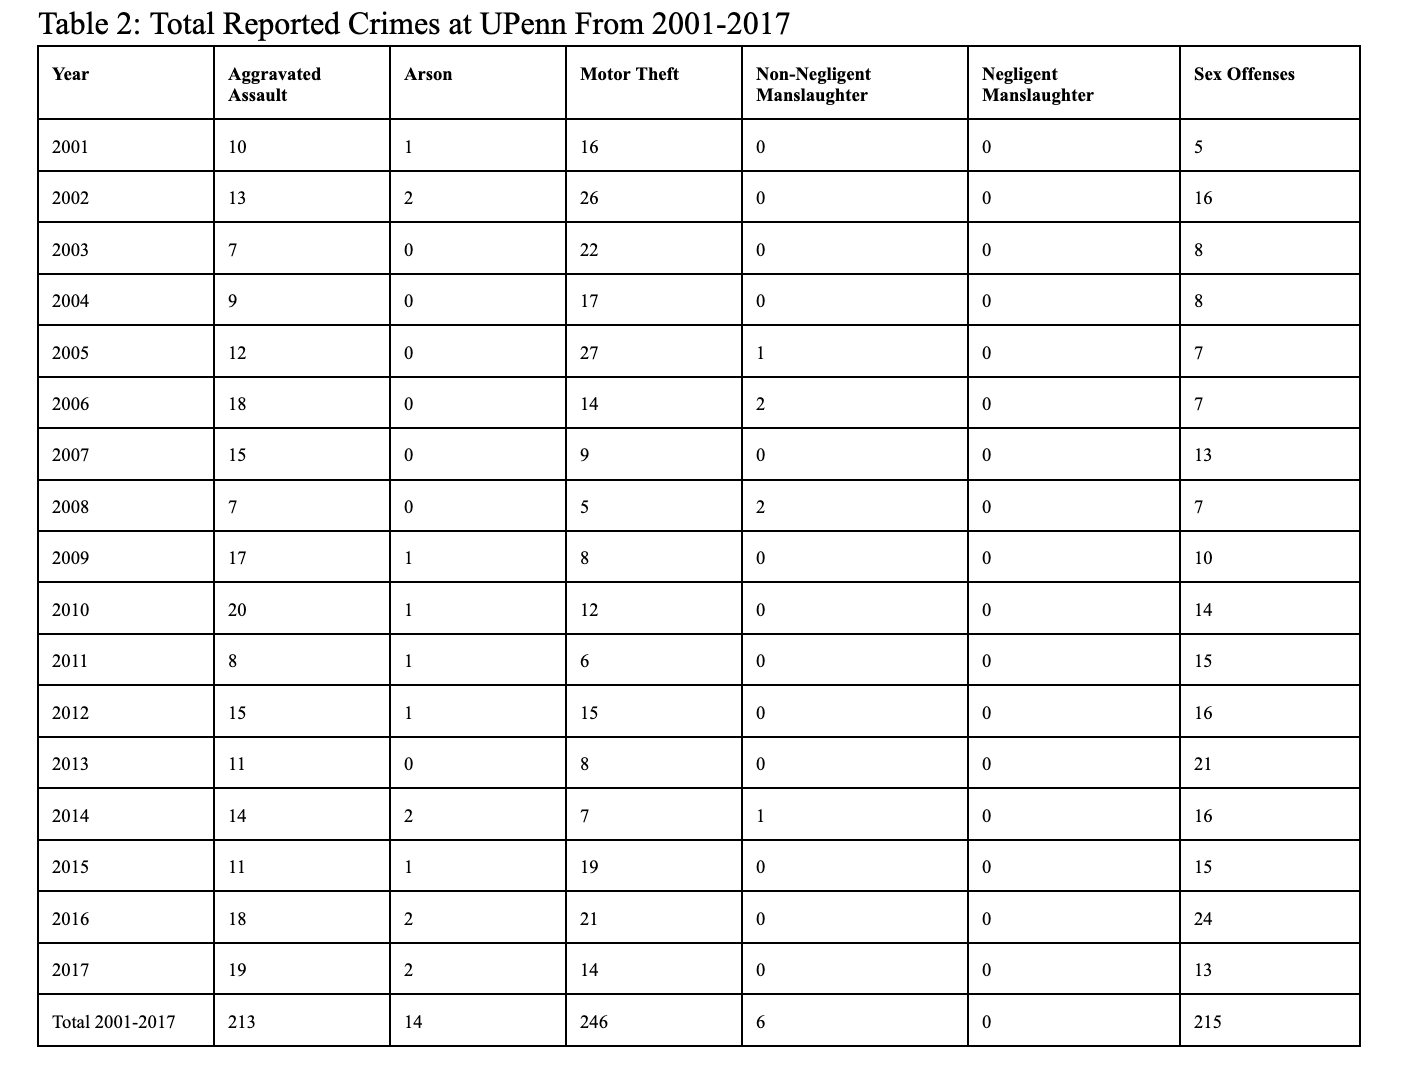 Table 2: Total Reported Crimes at UPenn From 2001-2017
Year Aggravated Assault Arson Motor Theft Non-Negligent Manslaughter Negligent Manslaughter Sex Offenses
2001 10 1 16 0 0 5
2002 13 2 26 0 0 16
2003 7 0 22 0 0 8
2004 9 0 17 0 0 8
2005 12 0 27 1 0 7
2006 18 0 14 2 0 7
2007 15 0 9 0 0 13
2008 7 0 5 2 0 7
2009 17 1 8 0 0 10
2010 20 1 12 0 0 14
2011 8 1 6 0 0 15
2012 15 1 15 0 0 16
2013 11 0 8 0 0 21
2014 14 2 7 1 0 16
2015 11 1 19 0 0 15
2016 18 2 21 0 0 24
2017 19 2 14 0 0 13
Total 2001-2017 213 14 246 6 0 215